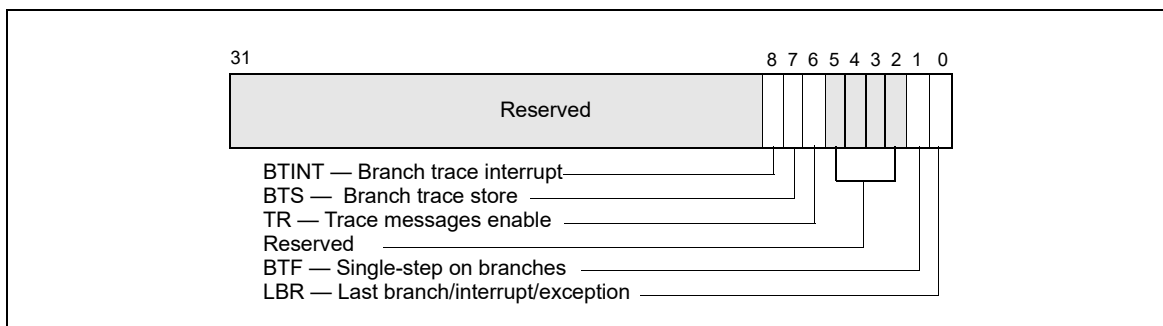 31 8 7 6 5 4 3 2 1 0
Reserved
BTINT — Branch trace interrupt
BTS — Branch trace store
TR — Trace messages enable
Reserved
BTF — Single-step on branches
LBR — Last branch/interrupt/exception